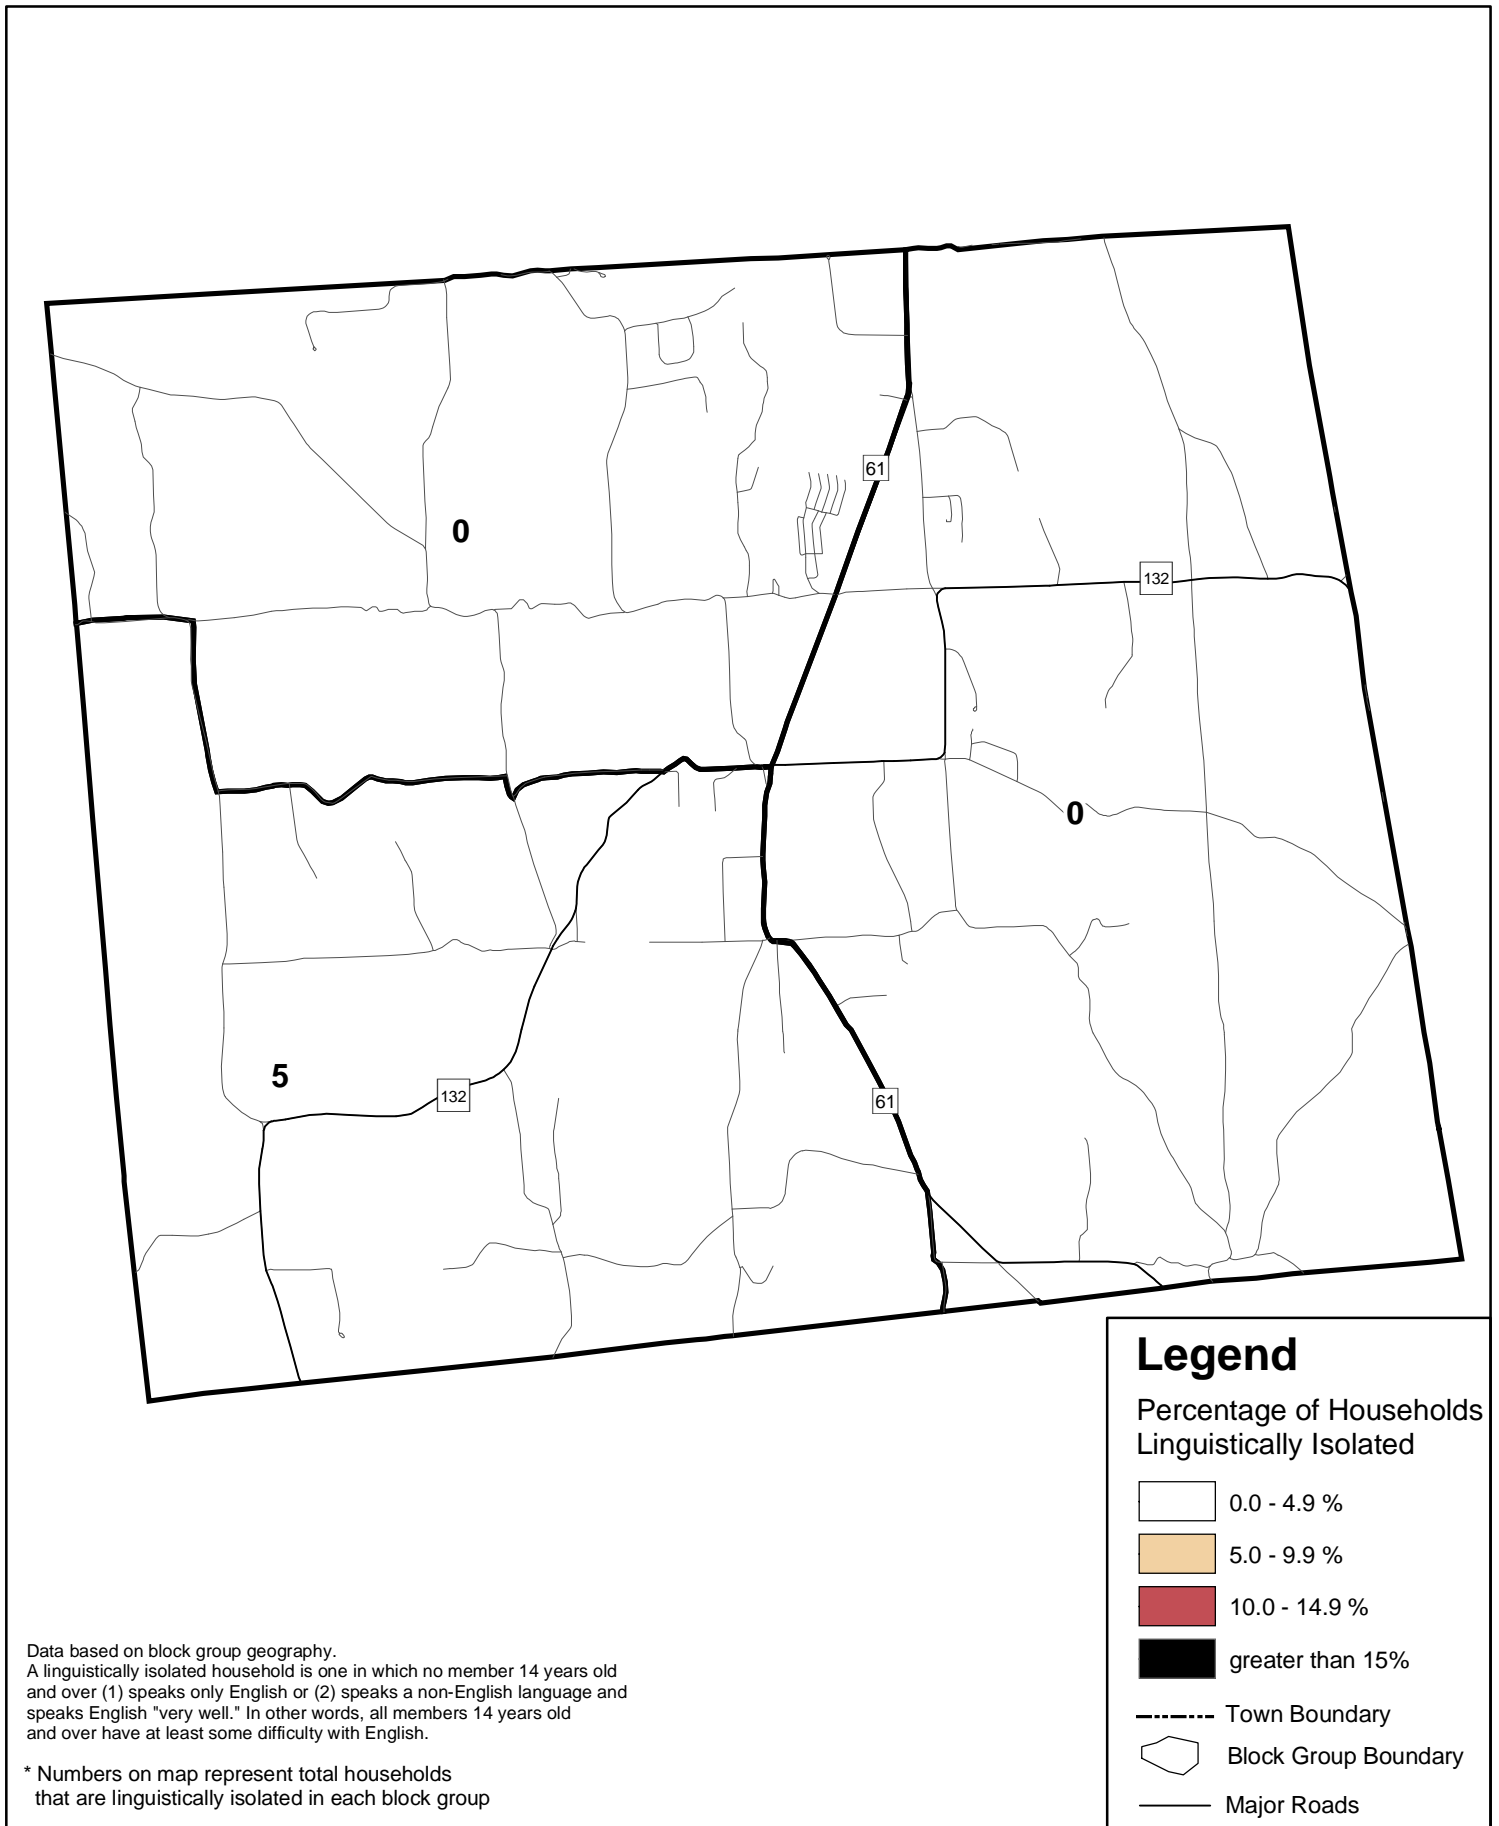 61
0
132
0
5
132
61
Legend
Percentage of Households
Linguistically Isolated
0.0 - 4.9 %
5.0 - 9.9 %
10.0 - 14.9 %
greater than 15%
Town Boundary
Block Group Boundary
Major Roads
Data based on block group geography.
A linguistically isolated household is one in which no member 14 years old
and over (1) speaks only English or (2) speaks a non-English language and
speaks English "very well." In other words, all members 14 years old
and over have at least some difficulty with English.
* Numbers on map represent total households
that are linguistically isolated in each block group